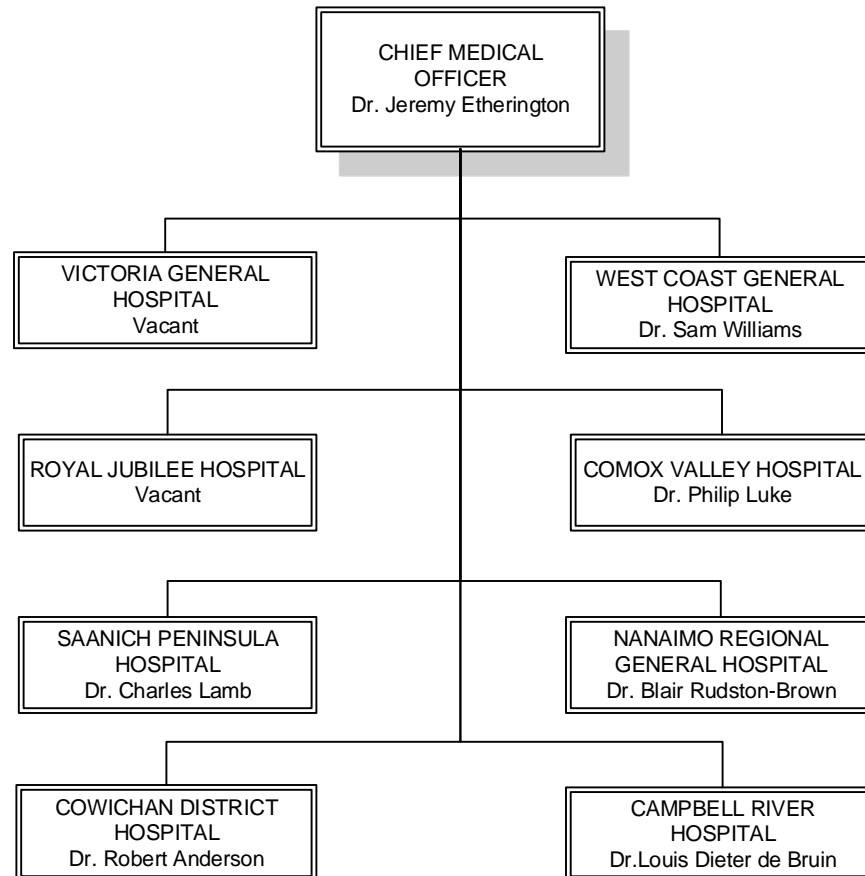 CHIEF MEDICAL
OFFICER
Dr. Jeremy Etherington
VICTORIA GENERAL
HOSPITAL
Vacant
WEST COAST GENERAL
HOSPITAL
Dr. Sam Williams
ROYAL JUBILEE HOSPITAL
Vacant
COMOX VALLEY HOSPITAL
Dr. Philip Luke
SAANICH PENINSULA
HOSPITAL
Dr. Charles Lamb
NANAIMO REGIONAL
GENERAL HOSPITAL
Dr. Blair Rudston-Brown
COWICHAN DISTRICT
HOSPITAL
Dr. Robert Anderson
CAMPBELL RIVER
HOSPITAL
Dr.Louis Dieter de Bruin